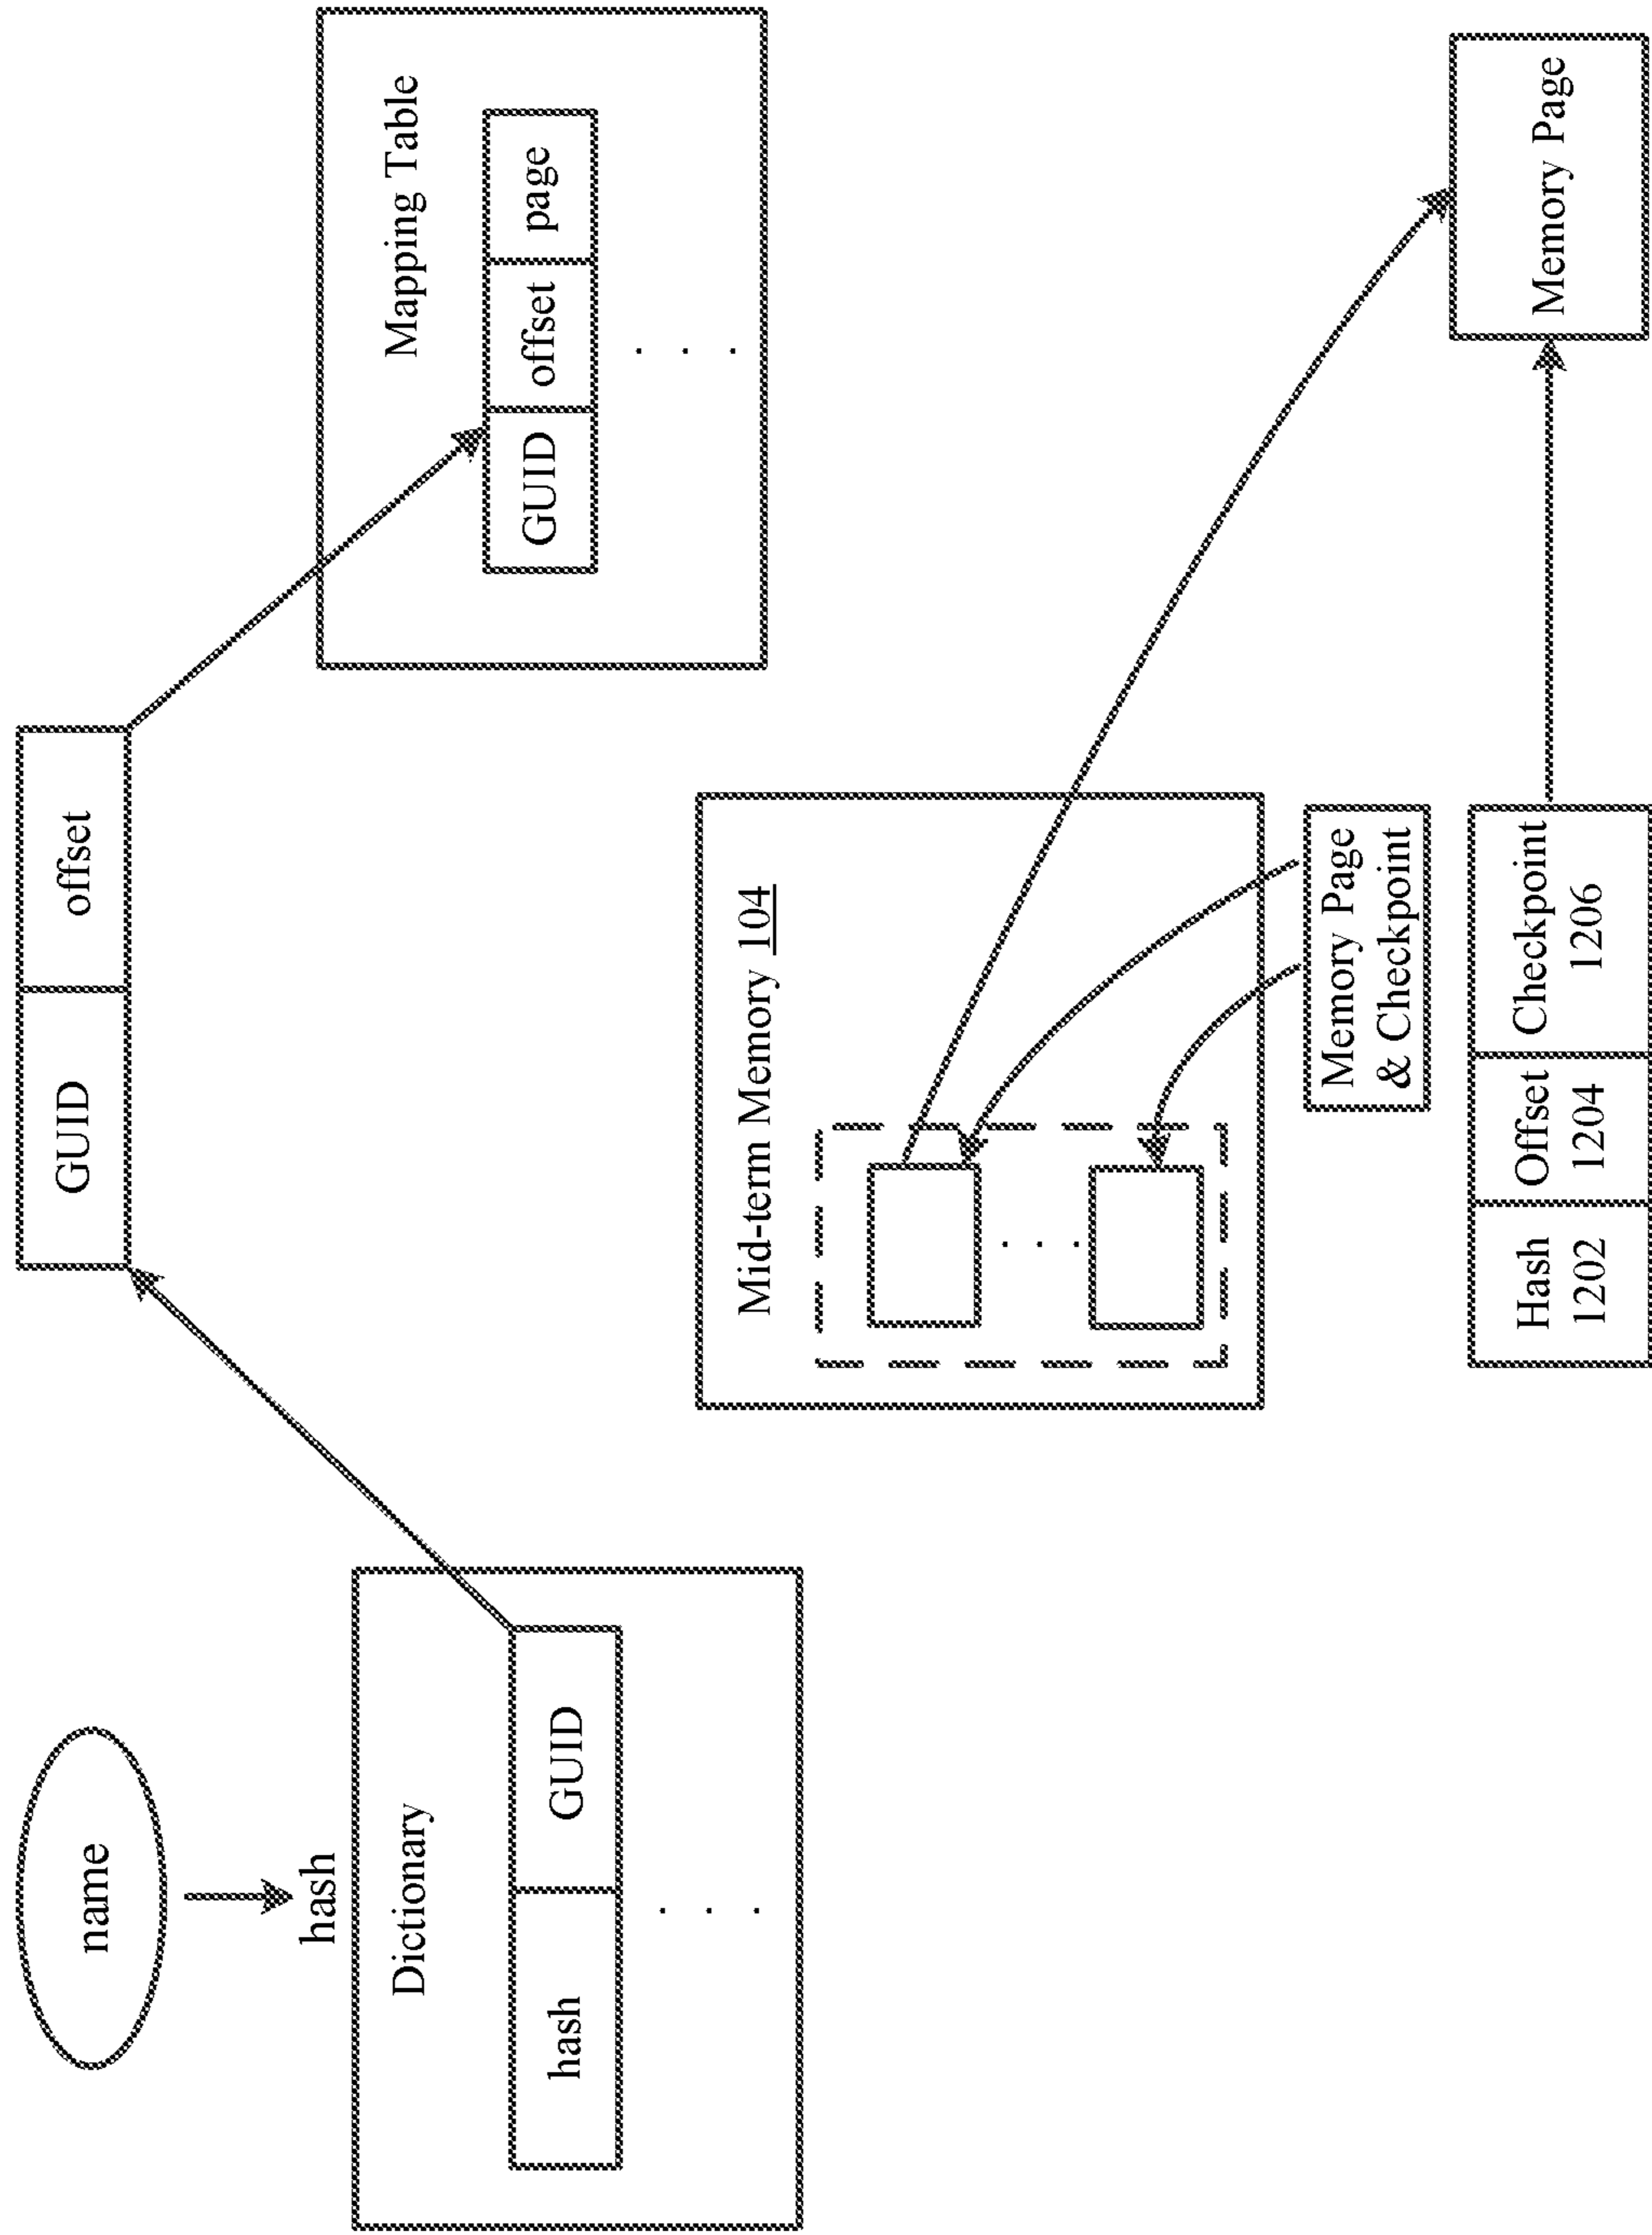 name
hash
Dictionary
hash GUID
. . .
GUID offset
Mapping Table
GUID offset page
. . .
Mid-term Memory 104
. . .
Memory Page
& Checkpoint
Hash Offset Checkpoint
1202 1204 1206
Memory Page